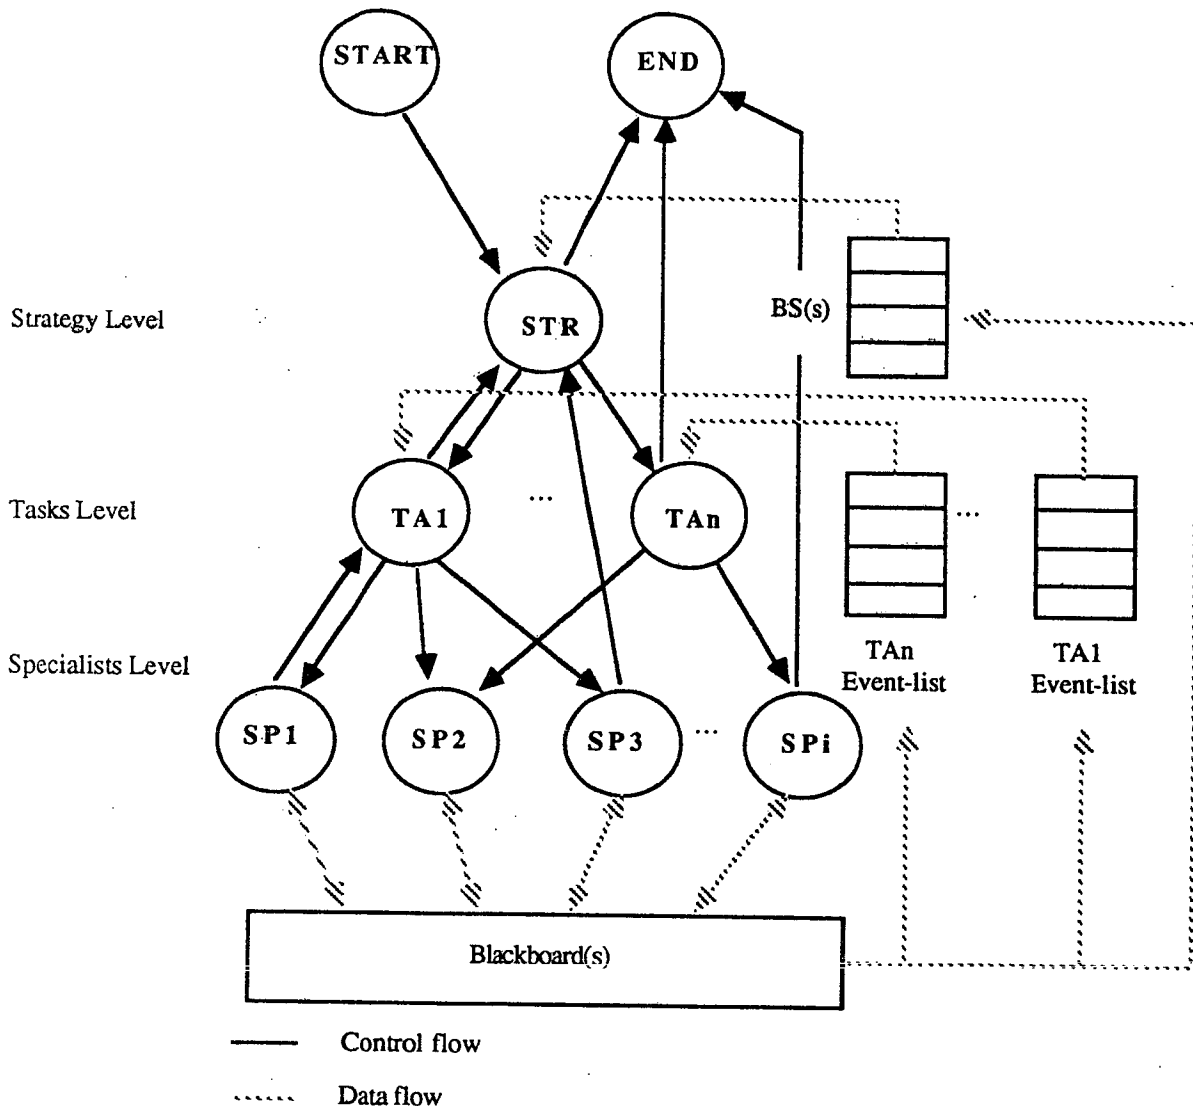 START
END
Strategy Level
STR
BS(s)
Tasks Level
TA1
...
TAn
...
Specialists Level
TAn
Event-list
TA1
Event-list
SP1
SP2
SP3
...
SPi
Blackboard(s)
Control flow
Data flow